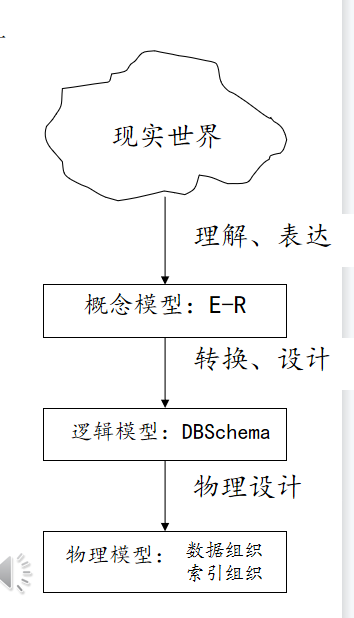 现实世界
理解、表达
概念模型：E-R
转换、设计
逻辑模型：DBSchema
物理设计
物理模型： 数据组织
索引组织